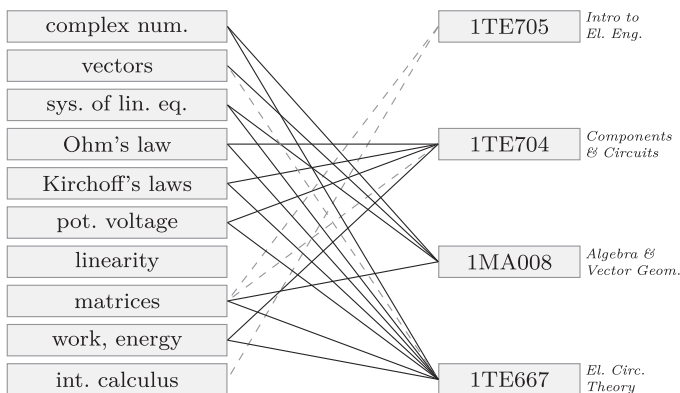 complex num.
vectors
sys. of lin. eq.
Ohm's law
Kirchoff's laws
pot. voltage
linearity
matrices
work, energy
int. calculus
1TE705
Intro to
El. Eng.
1TE704
Components
& Circuits
1MA008
Algebra &
Vector Geom.
1TE667
El. Circ.
Theory